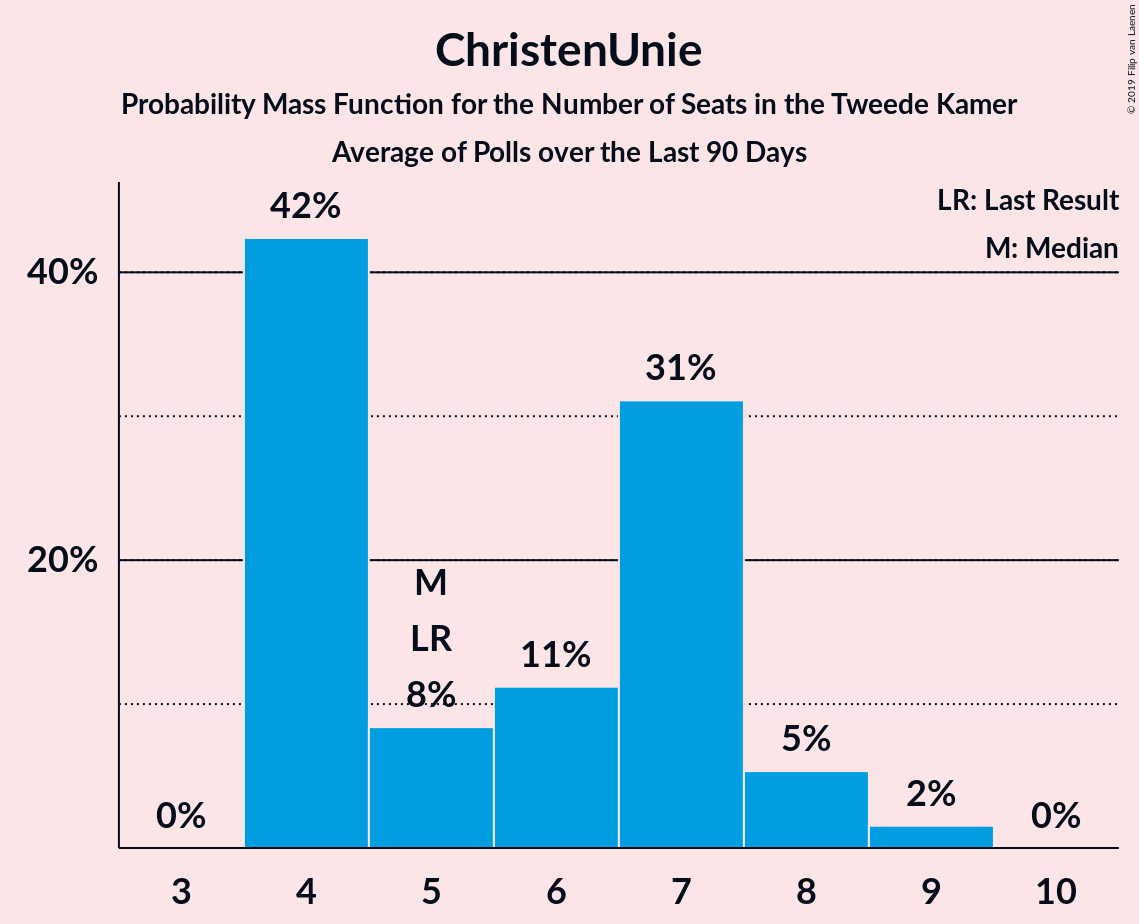 ChristenUnie
Probability Mass Function for the Number of Seats in the Tweede Kamer
Average of Polls over the Last 90 Days
© 2019 Filip van Laenen
LR: Last Result
M: Median
42%
40%
31%
20%
M
LR
11%
8%
5%
2%
0%
0%
3 4 5 6 7 8 9 10